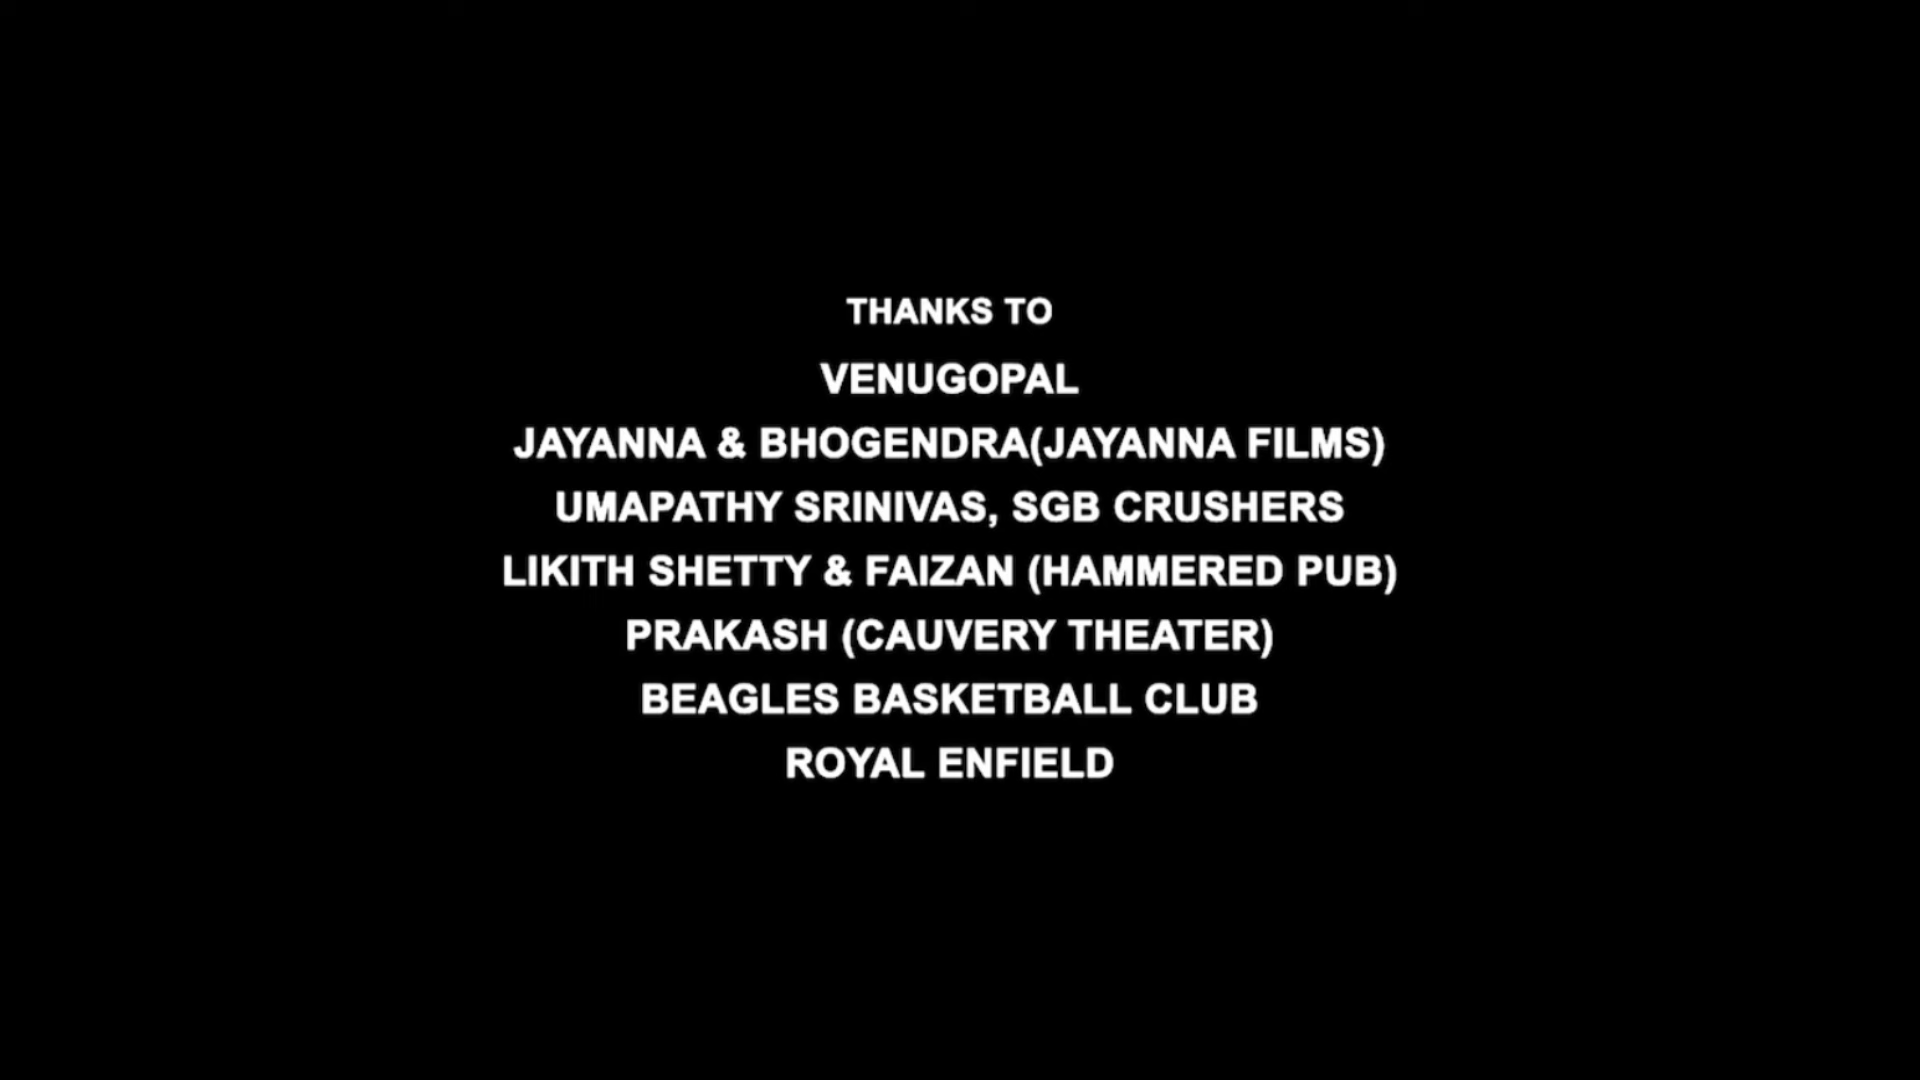 THANKS TO
VENUGOPAL
JAYANNA & BHOGENDRA(JAYANNA FILMS)
UMAPATHY SRINIVAS, SGB CRUSHERS
LIKITH SHETTY & FAIZAN (HAMMERED PUB)
PRAKASH (CAUVERY THEATER)
BEAGLES BASKETBALL CLUB
ROYAL ENFIELD